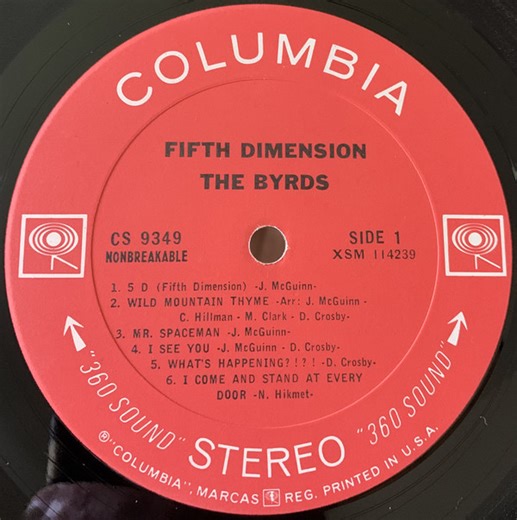 COLUMBIA
FIFTH DIMENSION
THE BYRDS
CS 9349
NONBREAKABLE
SIDE 1
XSM 114239
1. 5 D (Fifth Dimension) -J. McGuinn-
2. WILD MOUNTAIN THYME -Arr: J. McGuinn -
C. Hillman - M. Clark - D. Crosby-
3. MR. SPACEMAN -J. McGuinn-
4. I SEE YOU -J. McGuinn - D. Crosby-
5. WHAT'S HAPPENING?!?! -D. Crosby-
6. I COME AND STAND AT EVERY
DOOR -N. Hikmet-
"360 SOUND" STEREO "360 SOUND"
®"COLUMBIA", MARCAS REG. PRINTED IN U.S.A.